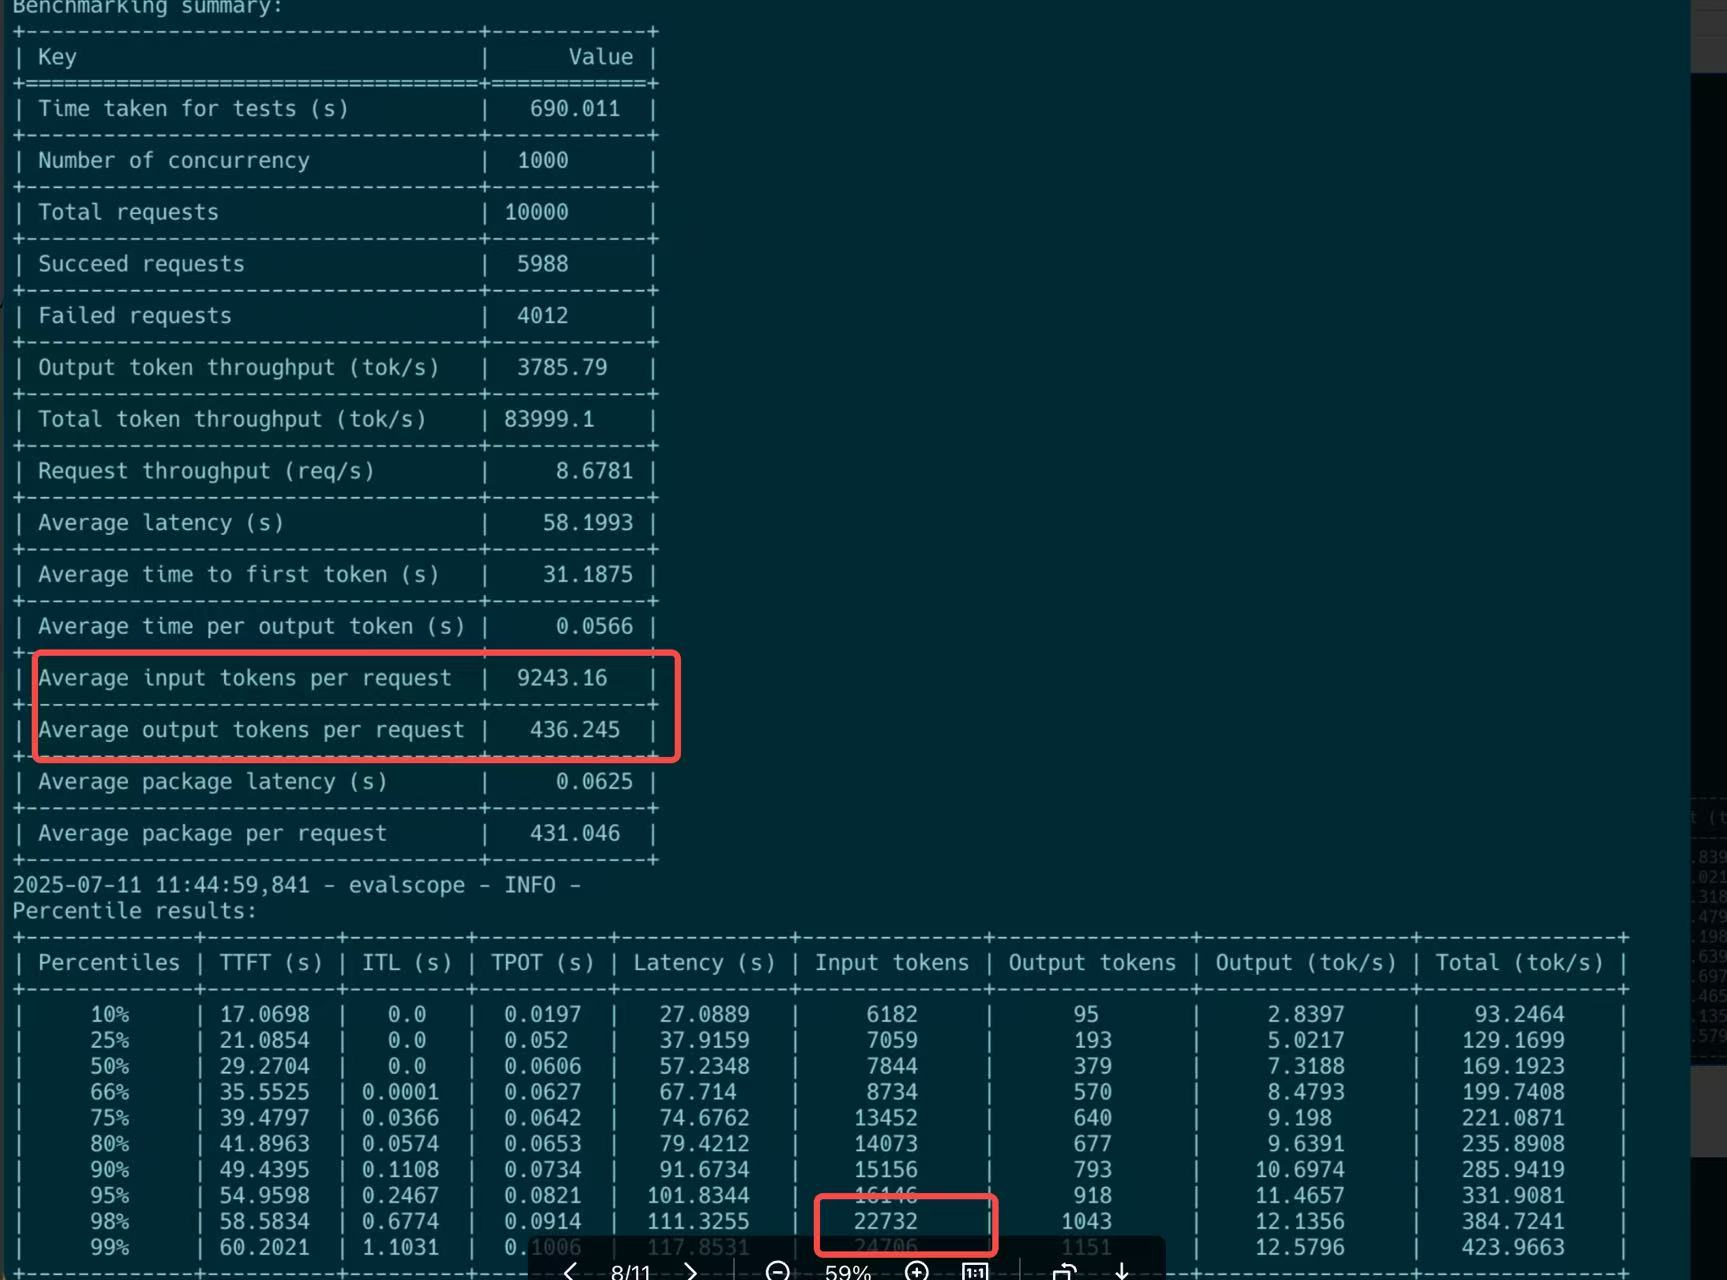 Benchmarking summary:
+-----------------------------------+-------------+
| Key | Value |
+===================================+=============+
| Time taken for tests (s) | 690.011 |
+-----------------------------------+-------------+
| Number of concurrency | 1000 |
+-----------------------------------+-------------+
| Total requests | 10000 |
+-----------------------------------+-------------+
| Succeed requests | 5988 |
+-----------------------------------+-------------+
| Failed requests | 4012 |
+-----------------------------------+-------------+
| Output token throughput (tok/s) | 3785.79 |
+-----------------------------------+-------------+
| Total token throughput (tok/s) | 83999.1 |
+-----------------------------------+-------------+
| Request throughput (req/s) | 8.6781 |
+-----------------------------------+-------------+
| Average latency (s) | 58.1993 |
+-----------------------------------+-------------+
| Average time to first token (s) | 31.1875 |
+-----------------------------------+-------------+
| Average time per output token (s) | 0.0566 |
+-----------------------------------+-------------+
| Average input tokens per request | 9243.16 |
+-----------------------------------+-------------+
| Average output tokens per request | 436.245 |
+-----------------------------------+-------------+
| Average package latency (s) | 0.0625 |
+-----------------------------------+-------------+
| Average package per request | 431.046 |
+-----------------------------------+-------------+
2025-07-11 11:44:59,841 - evalscope - INFO -
Percentile results:
| Percentiles | TTFT (s) | ITL (s) | TPOT (s) | Latency (s) | Input tokens | Output tokens | Output (tok/s) | Total (tok/s) |
| 10% | 17.0698 | 0.0 | 0.0197 | 27.0889 | 6182 | 95 | 2.8397 | 93.2464 |
| 25% | 21.0854 | 0.0 | 0.052 | 37.9159 | 7059 | 193 | 5.0217 | 129.1699 |
| 50% | 29.2704 | 0.0 | 0.0606 | 57.2348 | 7844 | 379 | 7.3188 | 169.1923 |
| 66% | 35.5525 | 0.0001 | 0.0627 | 67.714 | 8734 | 570 | 8.4793 | 199.7408 |
| 75% | 39.4797 | 0.0366 | 0.0642 | 74.6762 | 13452 | 640 | 9.198 | 221.0871 |
| 80% | 41.8963 | 0.0574 | 0.0653 | 79.4212 | 14073 | 677 | 9.6391 | 235.8908 |
| 90% | 49.4395 | 0.1108 | 0.0734 | 91.6734 | 15156 | 793 | 10.6974 | 285.9419 |
| 95% | 54.9598 | 0.2467 | 0.0821 | 101.8344 | 16146 | 918 | 11.4657 | 331.9081 |
| 98% | 58.5834 | 0.6774 | 0.0914 | 111.3255 | 22732 | 1043 | 12.1356 | 384.7241 |
| 99% | 60.2021 | 1.1031 | 0.1006 | 117.8531 | 24706 | 1151 | 12.5796 | 423.9663 |
8/11 59% 1:1
t (t
.839
.021
.318
.479
.198
.639
.697
.465
.135
.579